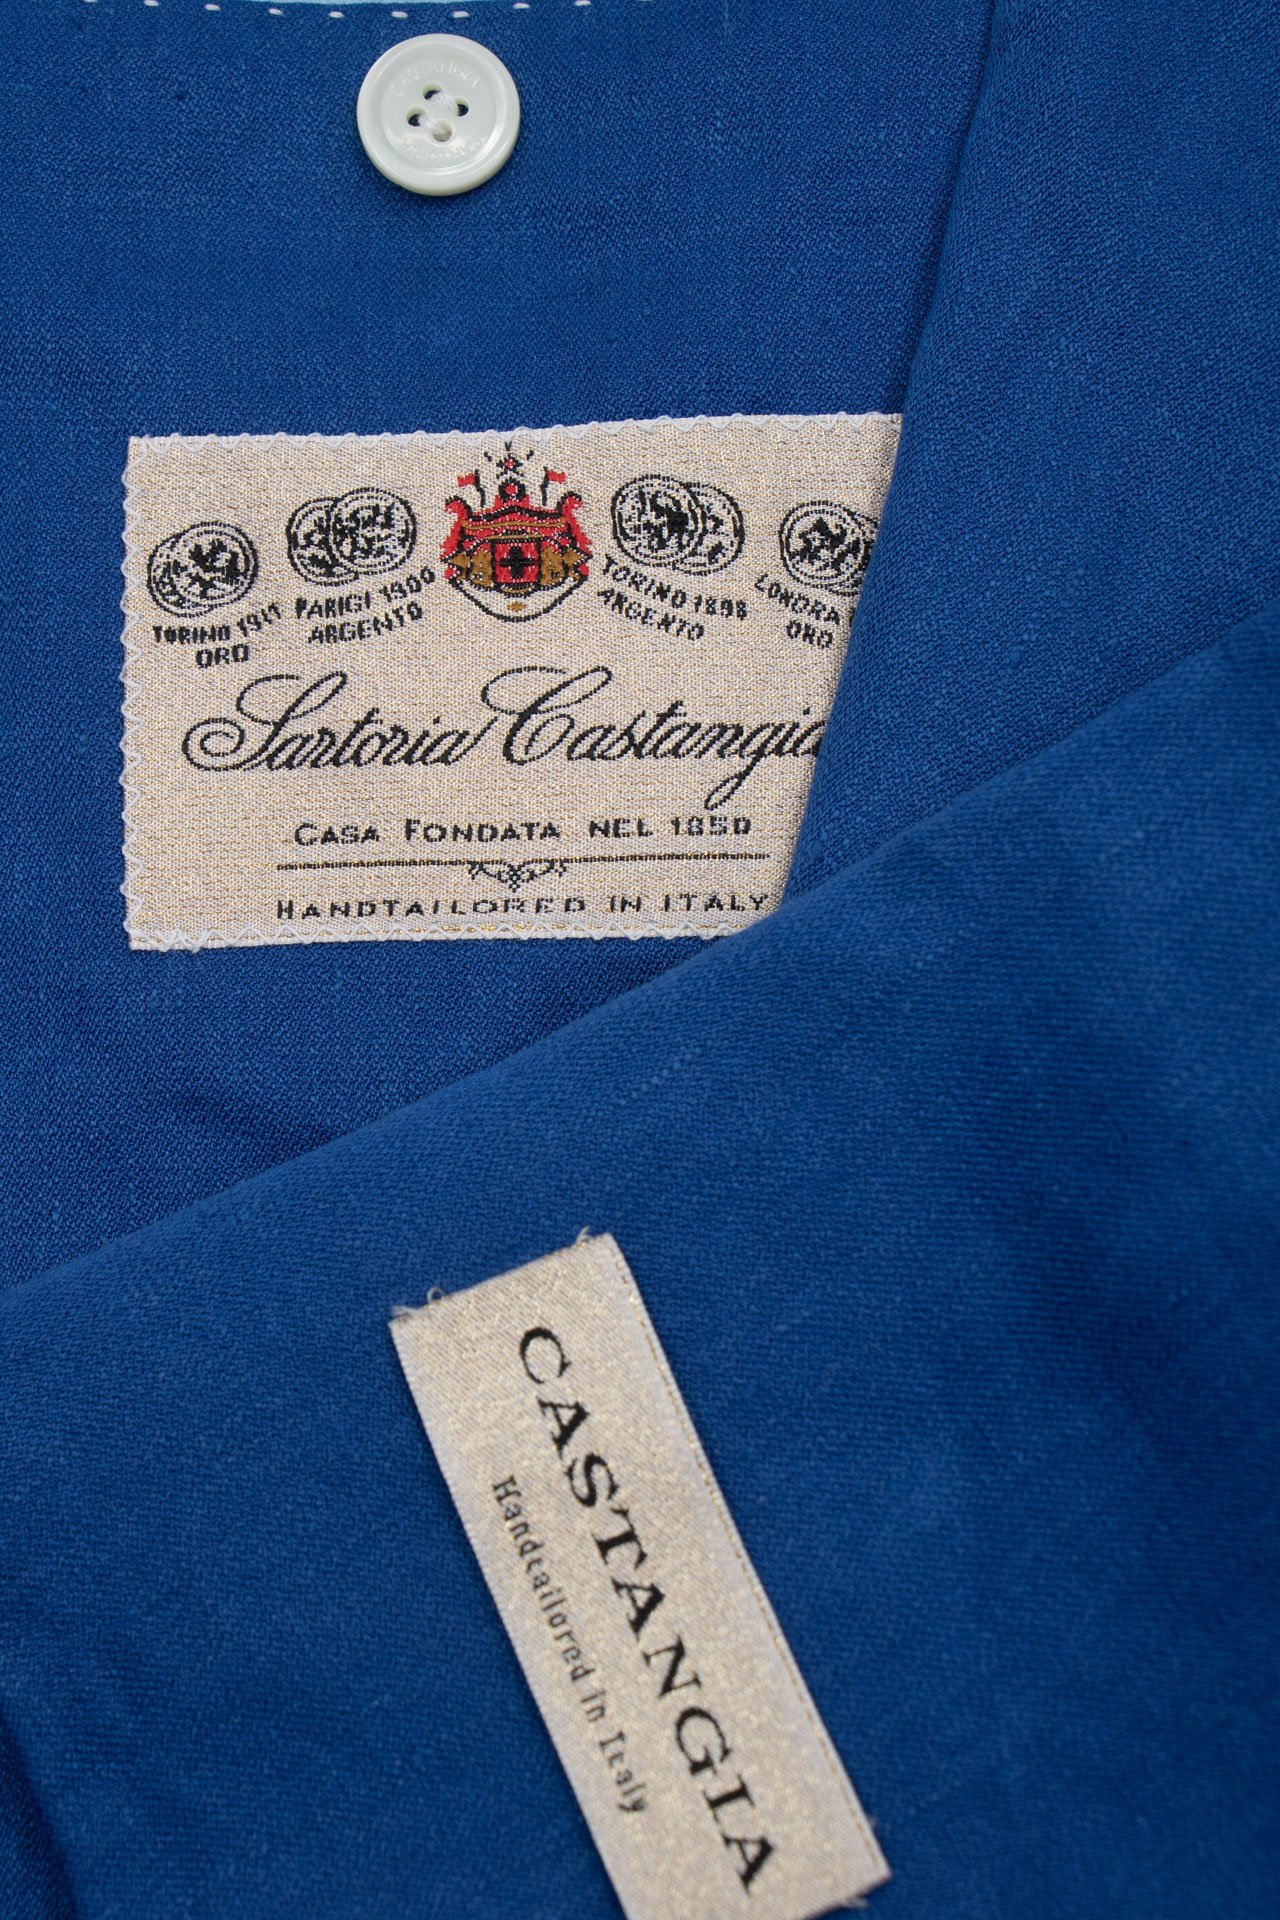 CASTANGIA
TORINO 1911
ORO
PARIGI 1900
ARGENTO
TORINO 1898
ARGENTO
LONDRA
ORO
Sartoria Castangia
CASA FONDATA NEL 1850
HANDTAILORED IN ITALY
CASTANGIA
Handtailored in Italy